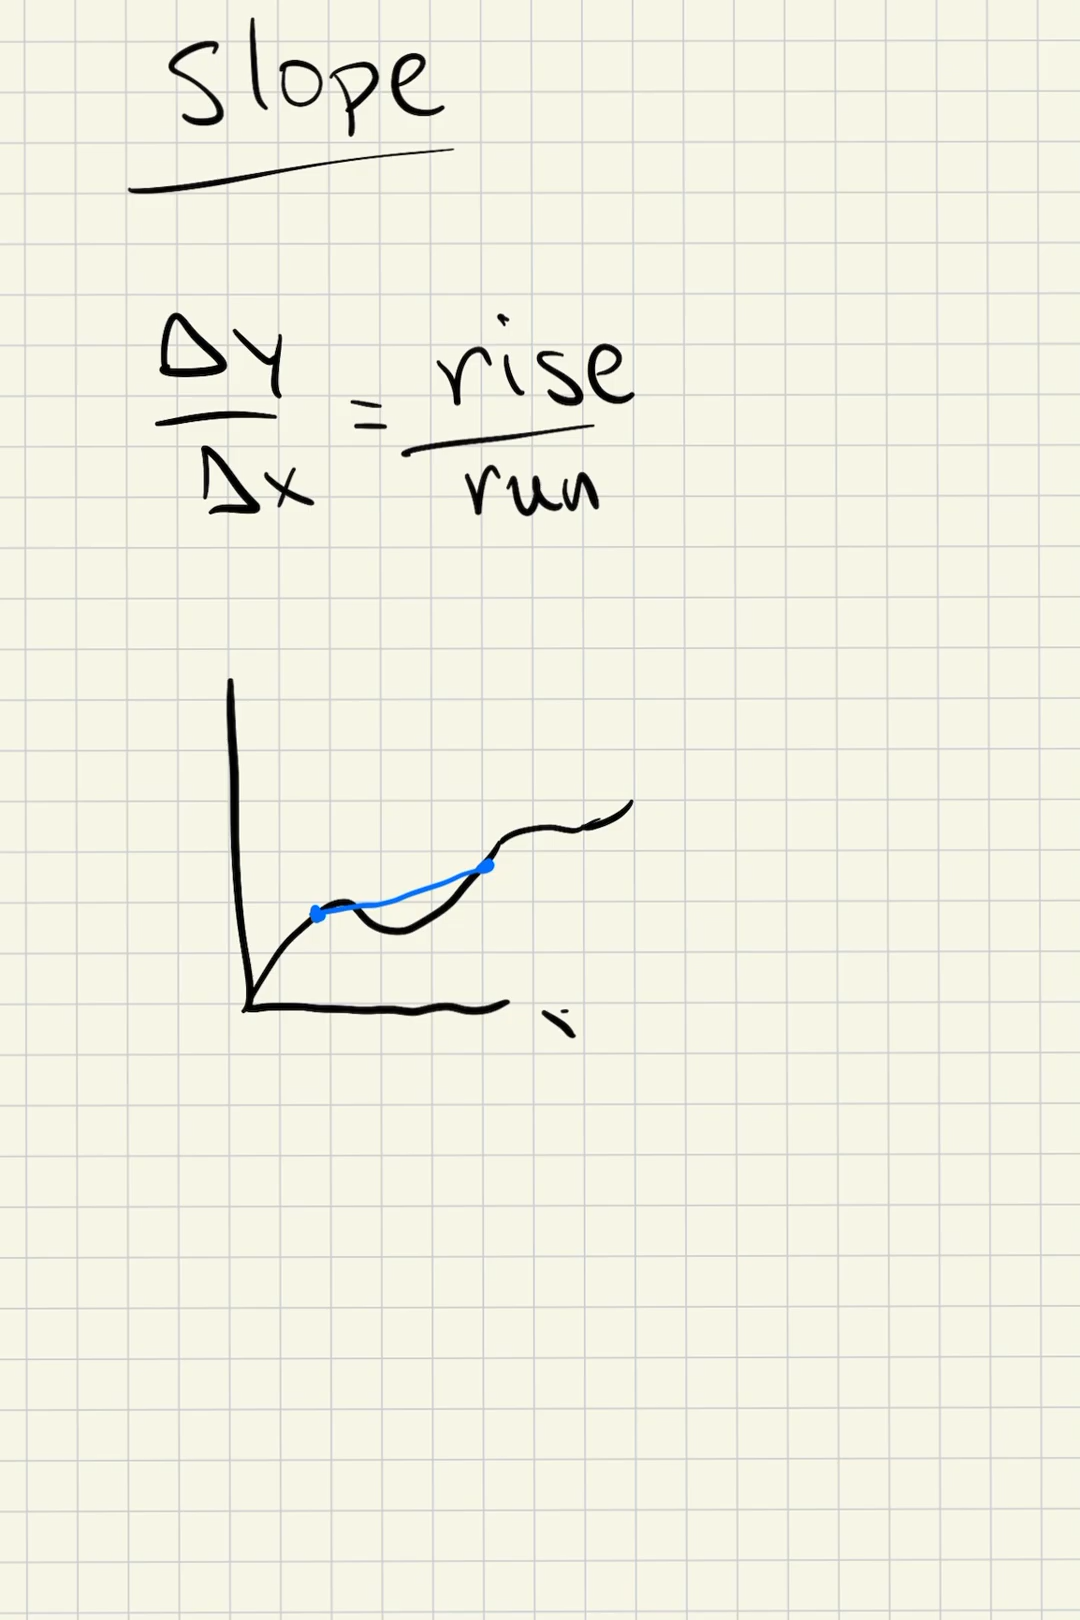 slope
Δy/Δx = rise/run